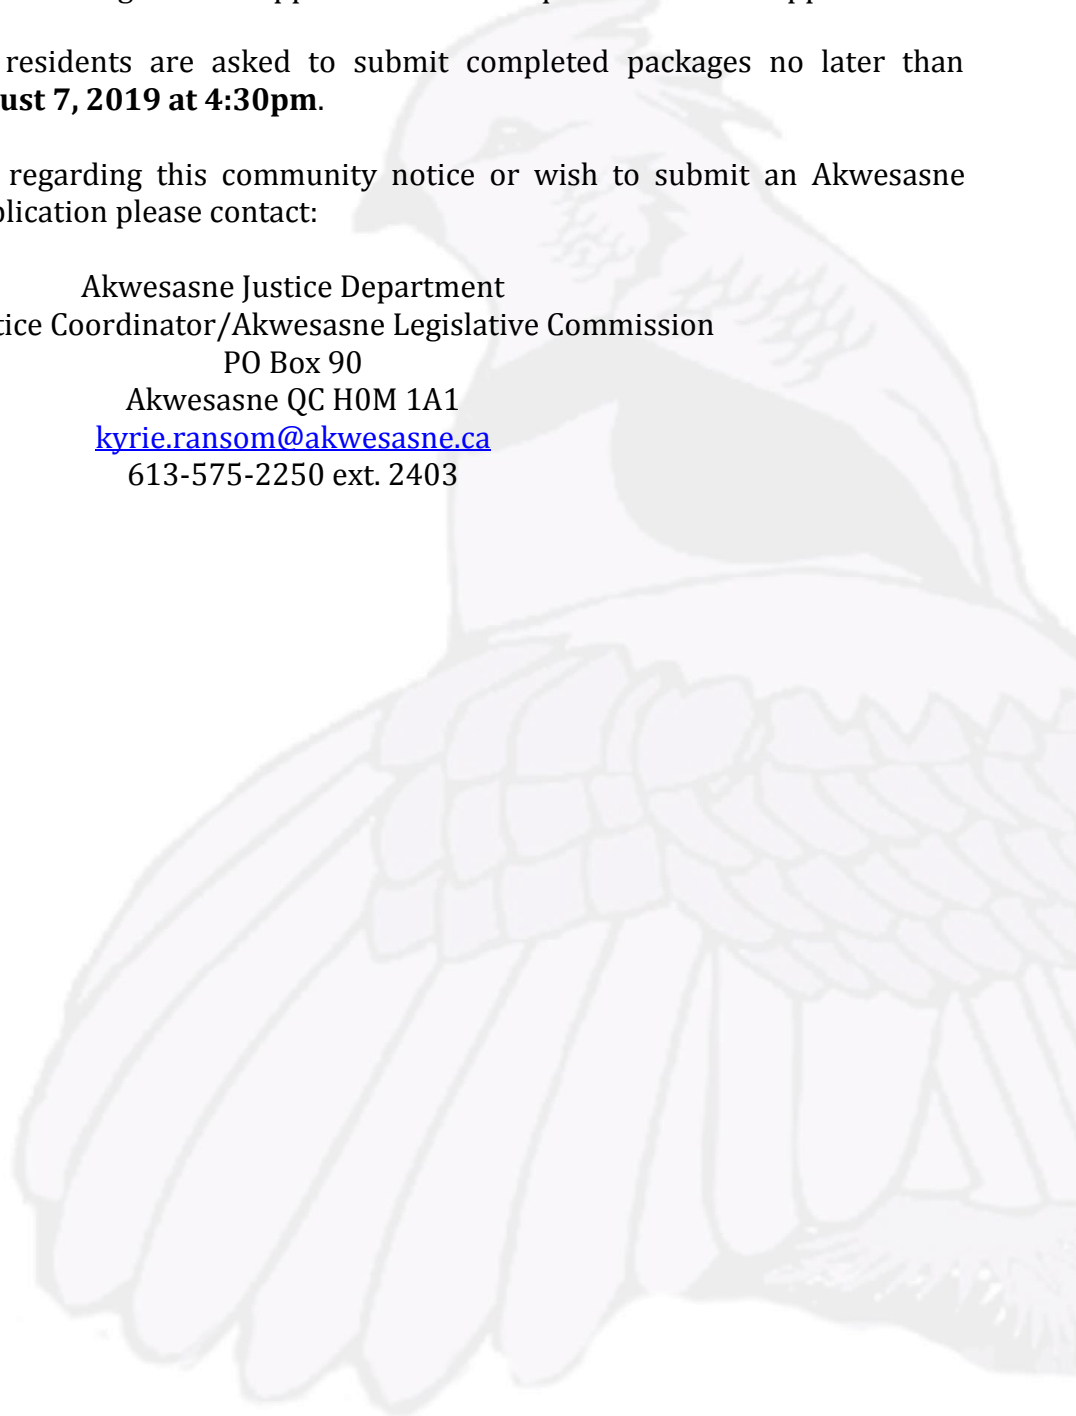 residents are asked to submit completed packages no later than
ust 7, 2019 at 4:30pm.
regarding this community notice or wish to submit an Akwesasne
plication please contact:
Akwesasne Justice Department
tice Coordinator/Akwesasne Legislative Commission
PO Box 90
Akwesasne QC H0M 1A1
kyrie.ransom@akwesasne.ca
613-575-2250 ext. 2403